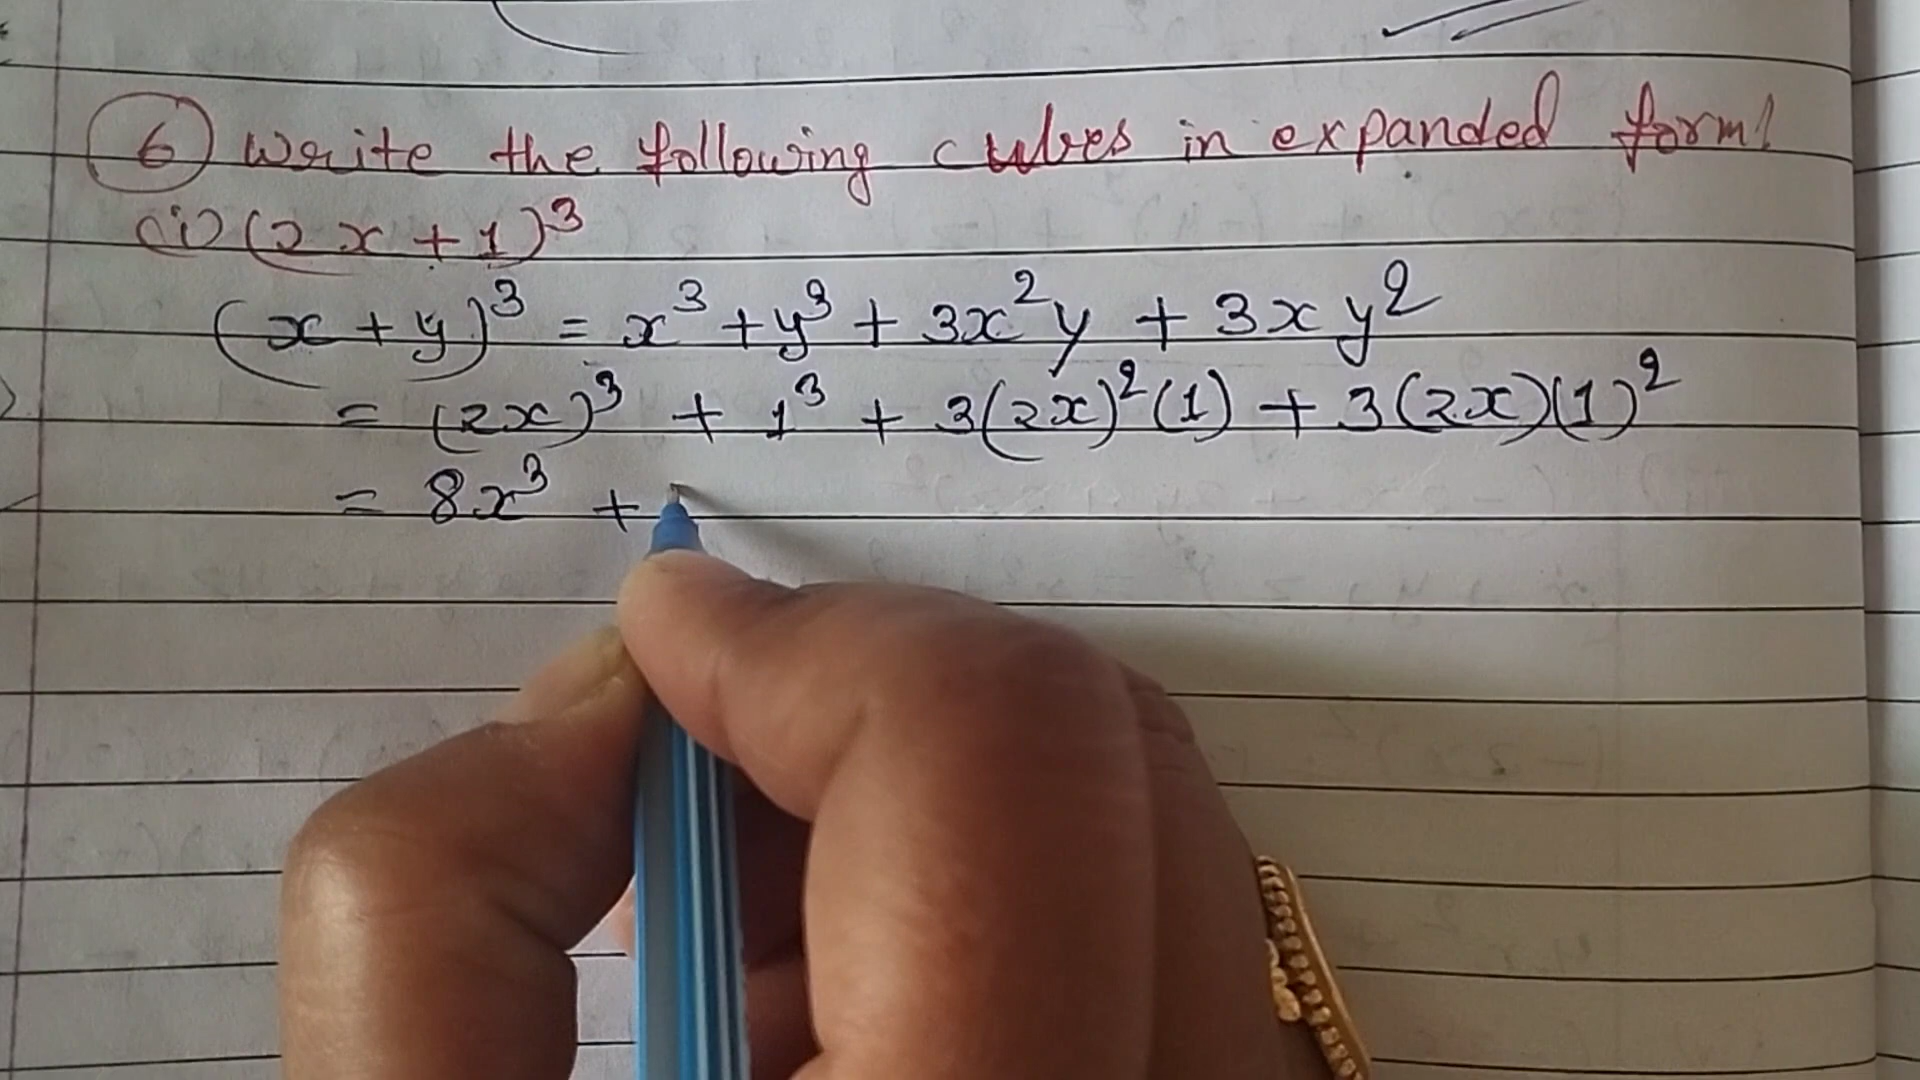 6) Write the following cubes in expanded form:
(i) (2x + 1)³
(x + y)³ = x³ + y³ + 3x²y + 3xy²
= (2x)³ + 1³ + 3(2x)²(1) + 3(2x)(1)²
= 8x³ +